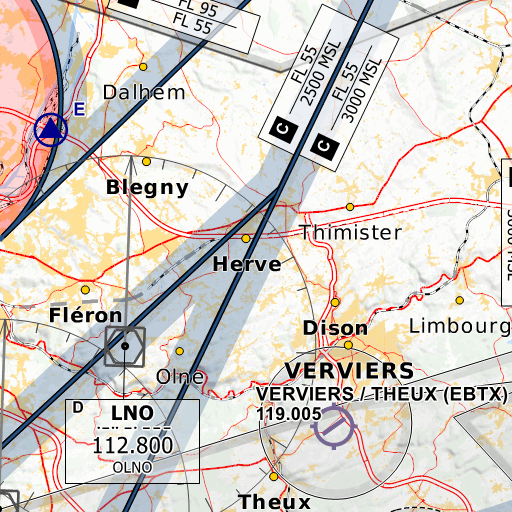 FL 95
FL 55
FL 55
2500 MSL
C
FL 55
3000 MSL
C
Dalhem
E
Blegny
Thimister
Herve
Fléron
Dison
Limbourg
Olne
VERVIERS
VERVIERS / THEUX (EBTX)
119.005
D
LNO
112.800
OLNO
Theux